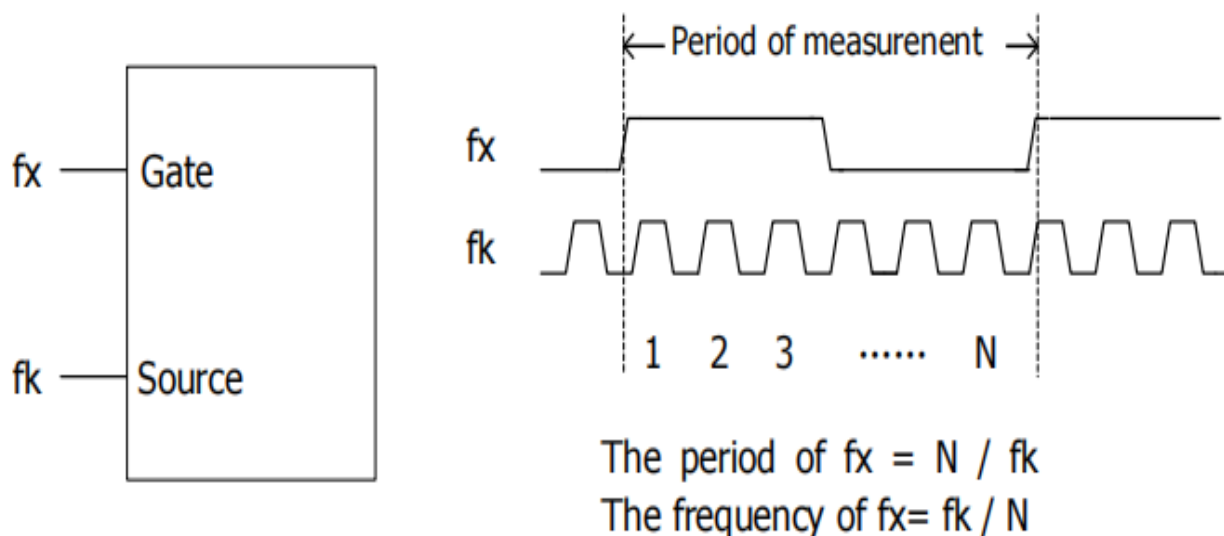 Period of measurenent
fx
Gate
fx
fk
fk
Source
1 2 3 ...... N
The period of fx = N / fk
The frequency of fx= fk / N